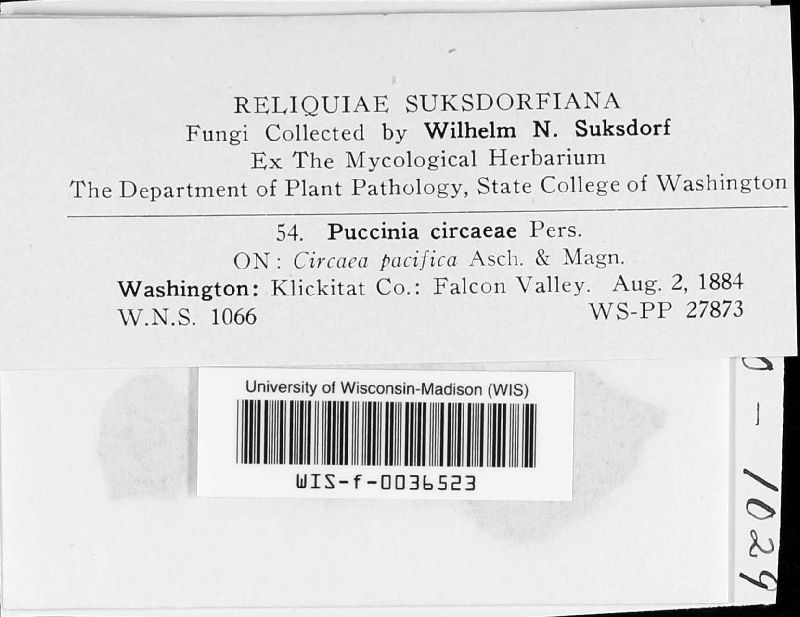 RELIQUIAE SUKSDORFIANA
Fungi Collected by Wilhelm N. Suksdorf
Ex The Mycological Herbarium
The Department of Plant Pathology, State College of Washington
54. Puccinia circaeae Pers.
ON: Circaea pacifica Asch. & Magn.
Washington: Klickitat Co.: Falcon Valley. Aug. 2, 1884
W.N.S. 1066 WS-PP 27873
University of Wisconsin-Madison (WIS)
WIS-f-0036523
- 1029